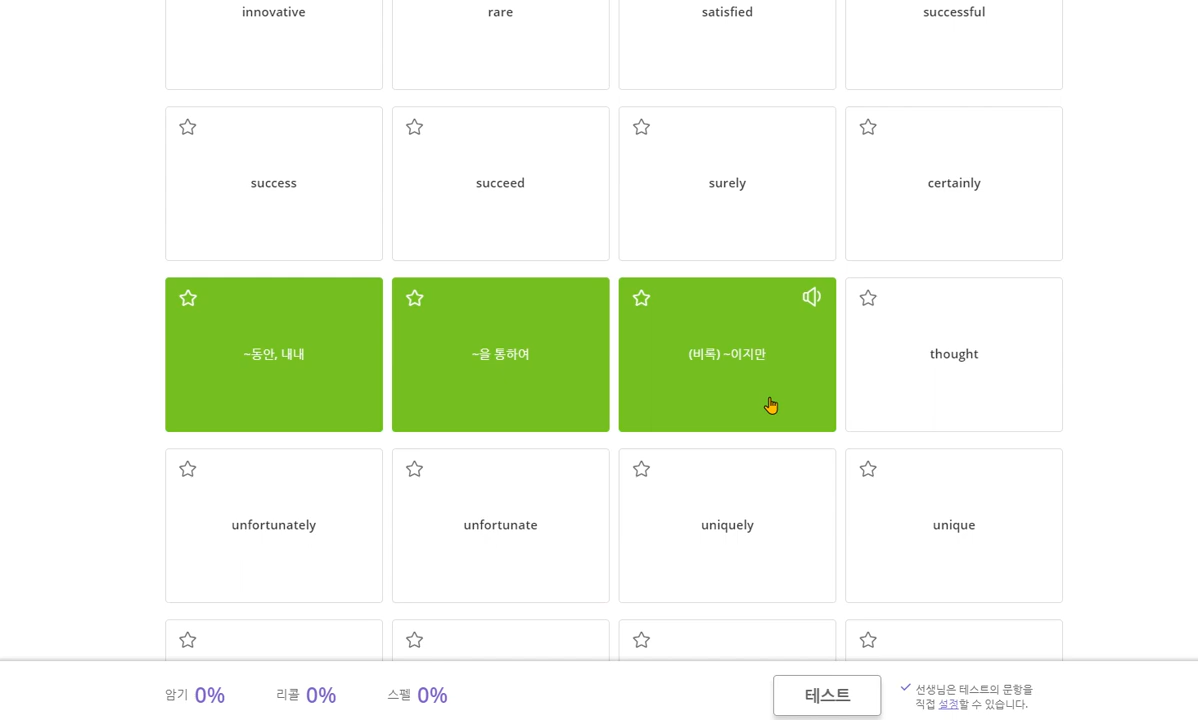 innovative rare satisfied successful
success succeed surely certainly
~동안, 내내 ~을 통하여 (비록) ~이지만 thought
unfortunately unfortunate uniquely unique
암기 0% 리콜 0% 스펠 0% 테스트 선생님은 테스트의 문항을
직접 설정할 수 있습니다.